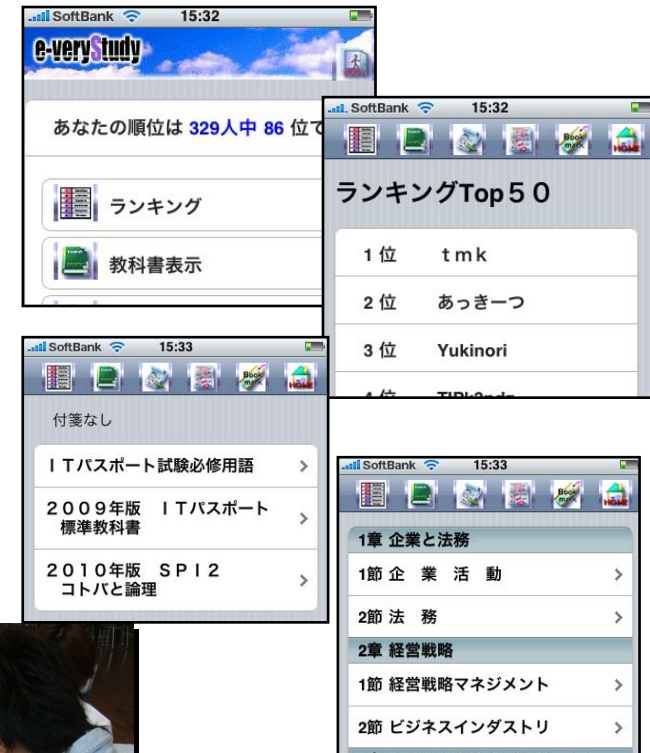 SoftBank 15:32
e-veryStudy
あなたの順位は 329人中 86 位で
ランキング
教科書表示
SoftBank 15:32
Book mark HOME
ランキングTop５０
1 位 ｔｍｋ
2 位 あっきーつ
3 位 Yukinori
SoftBank 15:33
Book mark HOME
付箋なし
ＩＴパスポート試験必修用語
２００９年版　ＩＴパスポート
標準教科書
２０１０年版　ＳＰＩ２
コトバと論理
SoftBank 15:33
Book mark HOME
1章 企業と法務
1節 企　業　活　動
2節 法　務
2章 経営戦略
1節 経営戦略マネジメント
2節 ビジネスインダストリ